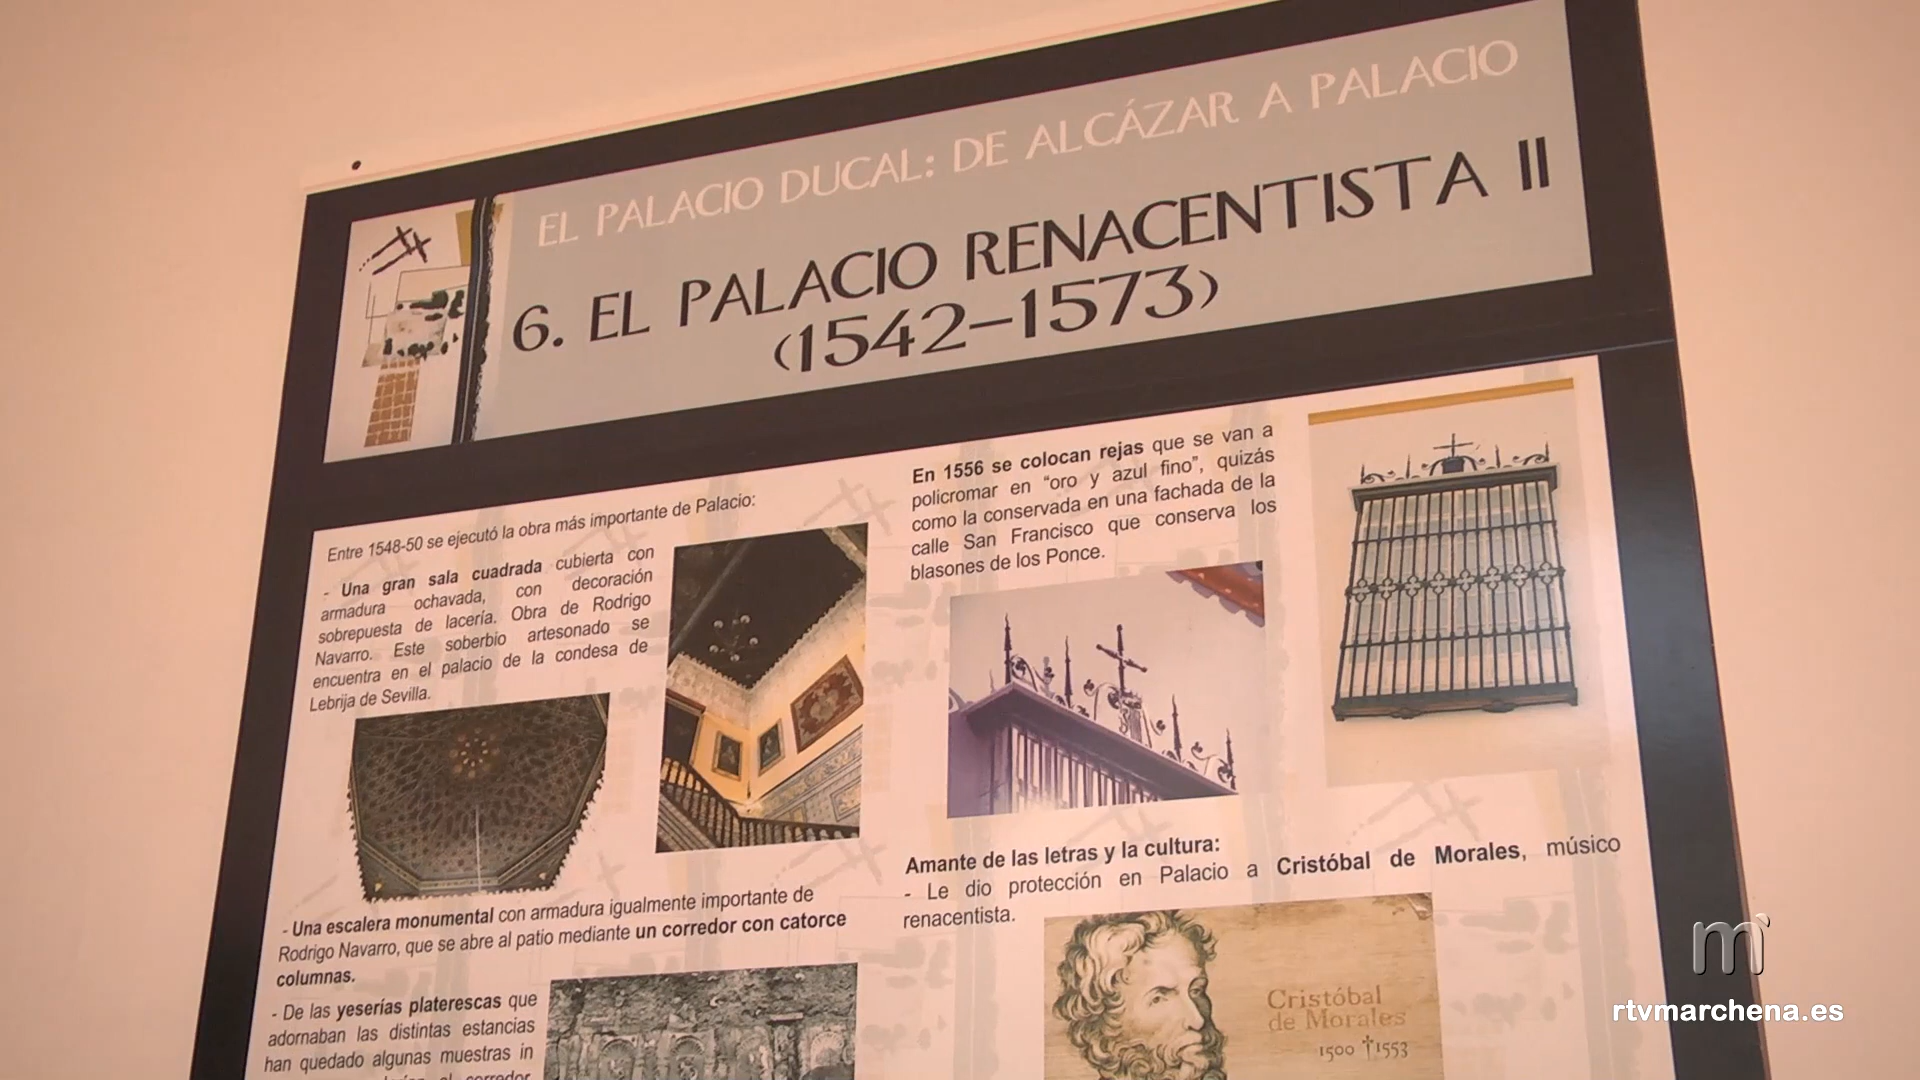 EL PALACIO DUCAL: DE ALCÁZAR A PALACIO
6. EL PALACIO RENACENTISTA II
(1542-1573)
Entre 1548-50 se ejecutó la obra más importante de Palacio:
- Una gran sala cuadrada cubierta con
armadura ochavada, con decoración
sobrepuesta de lacería. Obra de Rodrigo
Navarro. Este soberbio artesonado se
encuentra en el palacio de la condesa de
Lebrija de Sevilla.
- Una escalera monumental con armadura igualmente importante de
Rodrigo Navarro, que se abre al patio mediante un corredor con catorce
columnas.
- De las yeserías platerescas que
adornaban las distintas estancias
han quedado algunas muestras in
el corredor
En 1556 se colocan rejas que se van a
policromar en “oro y azul fino”, quizás
como la conservada en una fachada de la
calle San Francisco que conserva los
blasones de los Ponce.
Amante de las letras y la cultura:
- Le dio protección en Palacio a Cristóbal de Morales, músico
renacentista.
Cristóbal
de Morales
1500 †1553
m
rtvmarchena.es